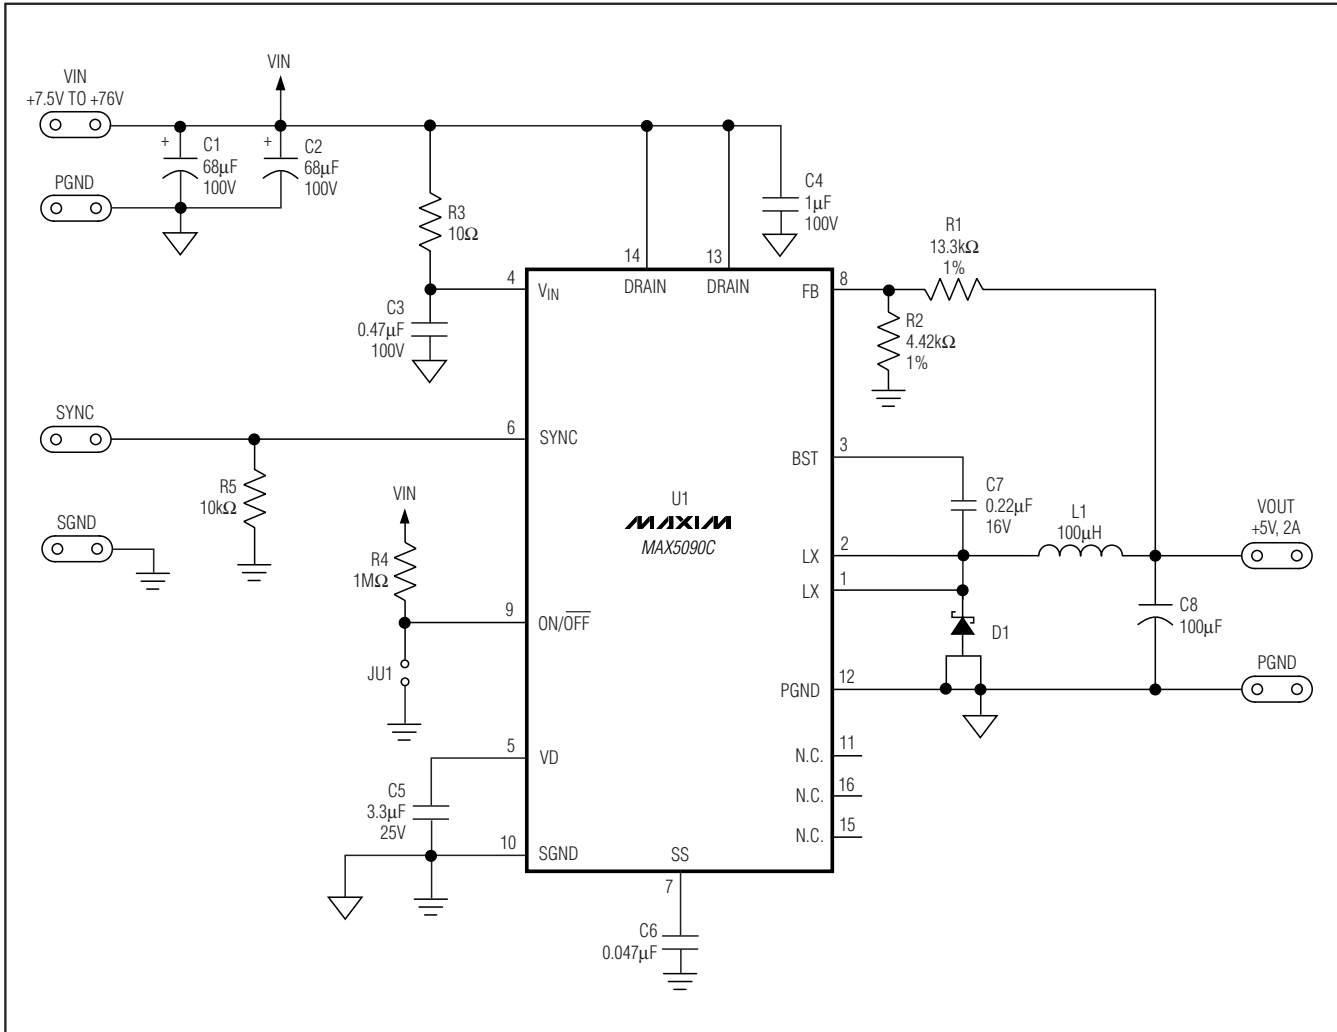 VIN
VIN
+7.5V TO +76V
+
C1
68µF
100V
+
C2
68µF
100V
PGND
R3
10Ω
C4
1µF
100V
R1
13.3kΩ
1%
14
13
4
VIN
DRAIN
DRAIN
FB
8
C3
0.47µF
100V
R2
4.42kΩ
1%
SYNC
6
SYNC
3
BST
R5
10kΩ
VIN
U1
MAXIM
MAX5090C
C7
0.22µF
16V
L1
100µH
VOUT
+5V, 2A
SGND
R4
1MΩ
LX
2
LX
1
9
ON/OFF
D1
C8
100µF
JU1
PGND
12
PGND
5
VD
N.C.
11
C5
3.3µF
25V
N.C.
16
N.C.
15
10
SGND
SS
7
C6
0.047µF